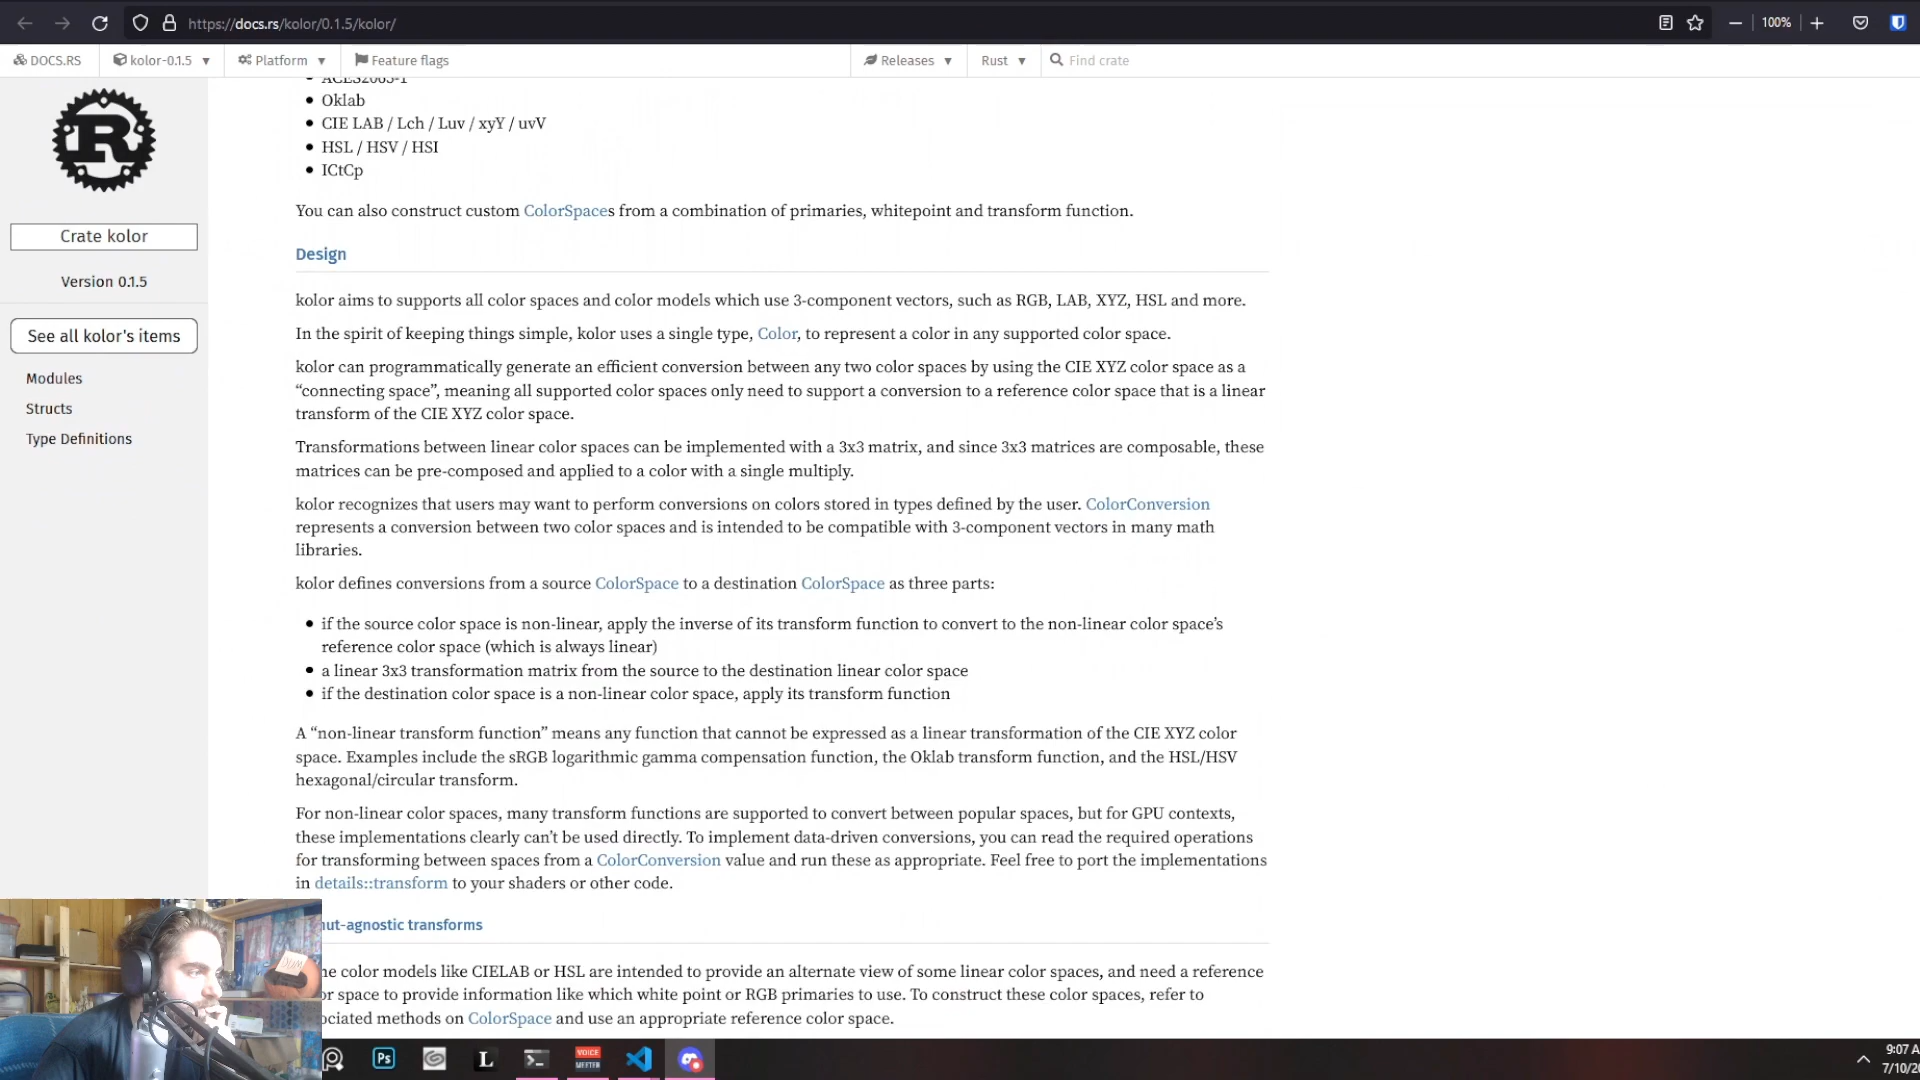 https://docs.rs/kolor/0.1.5/kolor/
100%
DOCS.RS
kolor-0.1.5
Platform
Feature flags
Releases
Rust
Find crate
ACES2065-1
Oklab
CIE LAB / Lch / Luv / xyY / uvV
HSL / HSV / HSI
ICtCp
You can also construct custom ColorSpaces from a combination of primaries, whitepoint and transform function.
Crate kolor
Version 0.1.5
See all kolor's items
Modules
Structs
Type Definitions
Design
kolor aims to supports all color spaces and color models which use 3-component vectors, such as RGB, LAB, XYZ, HSL and more.
In the spirit of keeping things simple, kolor uses a single type, Color, to represent a color in any supported color space.
kolor can programmatically generate an efficient conversion between any two color spaces by using the CIE XYZ color space as a
“connecting space”, meaning all supported color spaces only need to support a conversion to a reference color space that is a linear
transform of the CIE XYZ color space.
Transformations between linear color spaces can be implemented with a 3x3 matrix, and since 3x3 matrices are composable, these
matrices can be pre-composed and applied to a color with a single multiply.
kolor recognizes that users may want to perform conversions on colors stored in types defined by the user. ColorConversion
represents a conversion between two color spaces and is intended to be compatible with 3-component vectors in many math
libraries.
kolor defines conversions from a source ColorSpace to a destination ColorSpace as three parts:
if the source color space is non-linear, apply the inverse of its transform function to convert to the non-linear color space’s
reference color space (which is always linear)
a linear 3x3 transformation matrix from the source to the destination linear color space
if the destination color space is a non-linear color space, apply its transform function
A “non-linear transform function” means any function that cannot be expressed as a linear transformation of the CIE XYZ color
space. Examples include the sRGB logarithmic gamma compensation function, the Oklab transform function, and the HSL/HSV
hexagonal/circular transform.
For non-linear color spaces, many transform functions are supported to convert between popular spaces, but for GPU contexts,
these implementations clearly can’t be used directly. To implement data-driven conversions, you can read the required operations
for transforming between spaces from a ColorConversion value and run these as appropriate. Feel free to port the implementations
in details::transform to your shaders or other code.
ut-agnostic transforms
e color models like CIELAB or HSL are intended to provide an alternate view of some linear color spaces, and need a reference
r space to provide information like which white point or RGB primaries to use. To construct these color spaces, refer to
ociated methods on ColorSpace and use an appropriate reference color space.
Ps
L
VOICE
MEETER
9:07 A
7/10/2